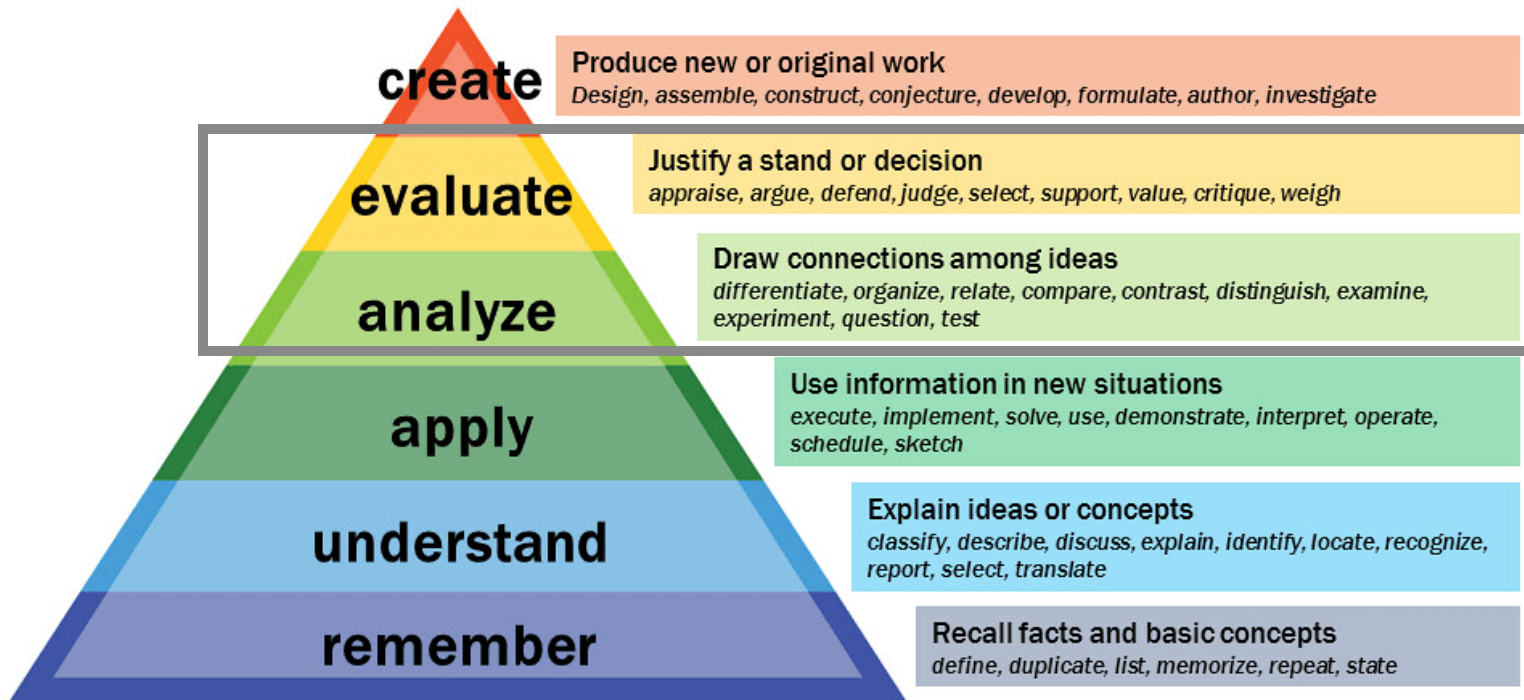 create
Produce new or original work
Design, assemble, construct, conjecture, develop, formulate, author, investigate
evaluate
Justify a stand or decision
appraise, argue, defend, judge, select, support, value, critique, weigh
analyze
Draw connections among ideas
differentiate, organize, relate, compare, contrast, distinguish, examine,
experiment, question, test
apply
Use information in new situations
execute, implement, solve, use, demonstrate, interpret, operate,
schedule, sketch
understand
Explain ideas or concepts
classify, describe, discuss, explain, identify, locate, recognize,
report, select, translate
remember
Recall facts and basic concepts
define, duplicate, list, memorize, repeat, state